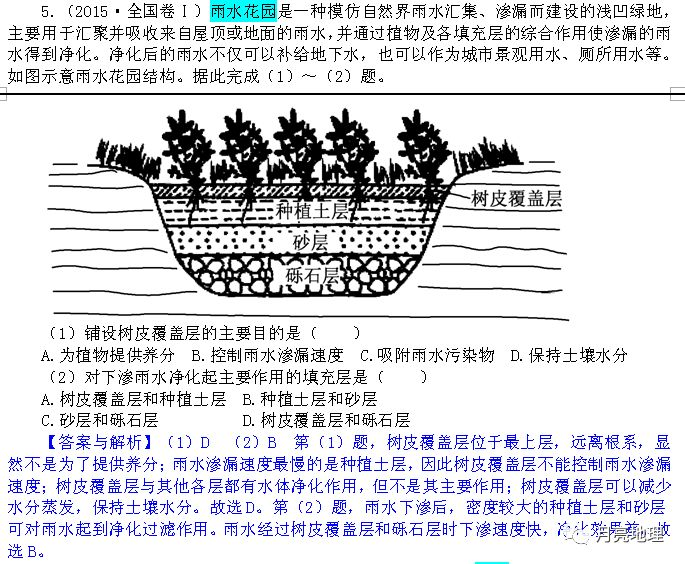 5.（2015·全国卷Ⅰ）雨水花园是一种模仿自然界雨水汇集、渗漏而建设的浅凹绿地，
主要用于汇聚并吸收来自屋顶或地面的雨水，并通过植物及各填充层的综合作用使渗漏的雨
水得到净化。净化后的雨水不仅可以补给地下水，也可以作为城市景观用水、厕所用水等。
如图示意雨水花园结构。据此完成（1）～（2）题。
树皮覆盖层
种植土层
砂层
砾石层
（1）铺设树皮覆盖层的主要目的是（　　）
A.为植物提供养分　B.控制雨水渗漏速度　C.吸附雨水污染物　D.保持土壤水分
（2）对下渗雨水净化起主要作用的填充层是（　　）
A.树皮覆盖层和种植土层　B.种植土层和砂层
C.砂层和砾石层　D.树皮覆盖层和砾石层
【答案与解析】（1）D　（2）B　第（1）题，树皮覆盖层位于最上层，远离根系，显
然不是为了提供养分；雨水渗漏速度最慢的是种植土层，因此树皮覆盖层不能控制雨水渗漏
速度；树皮覆盖层与其他各层都有水体净化作用，但不是其主要作用；树皮覆盖层可以减少
水分蒸发，保持土壤水分。故选D。第（2）题，雨水下渗后，密度较大的种植土层和砂层
可对雨水起到净化过滤作用。雨水经过树皮覆盖层和砾石层时下渗速度快，净化
选B。
月亮地理